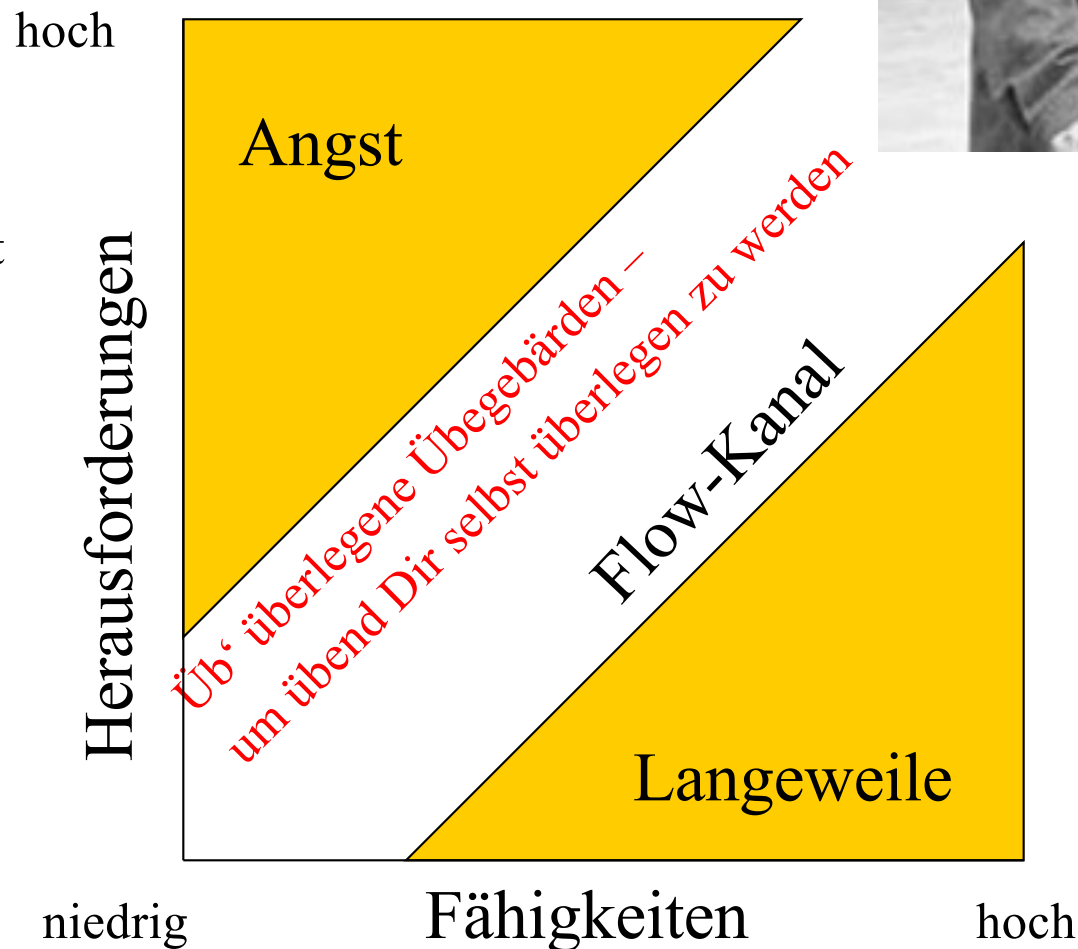 hoch
Angst
t
Herausforderungen
Üb‘ überlegene Übegebärden –
um übend Dir selbst überlegen zu werden
Flow-Kanal
Langeweile
niedrig
Fähigkeiten
hoch